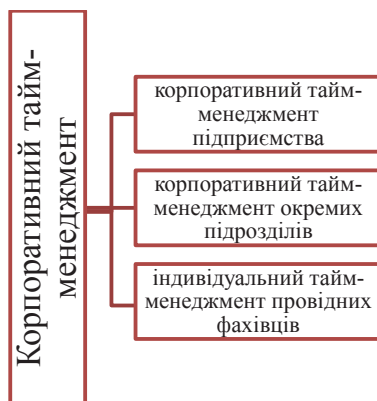 Корпоративний тайм-
менеджмент
корпоративний тайм-
менеджмент
підприємства
корпоративний тайм-
менеджмент окремих
підрозділів
індивідуальний тайм-
менеджмент провідних
фахівців